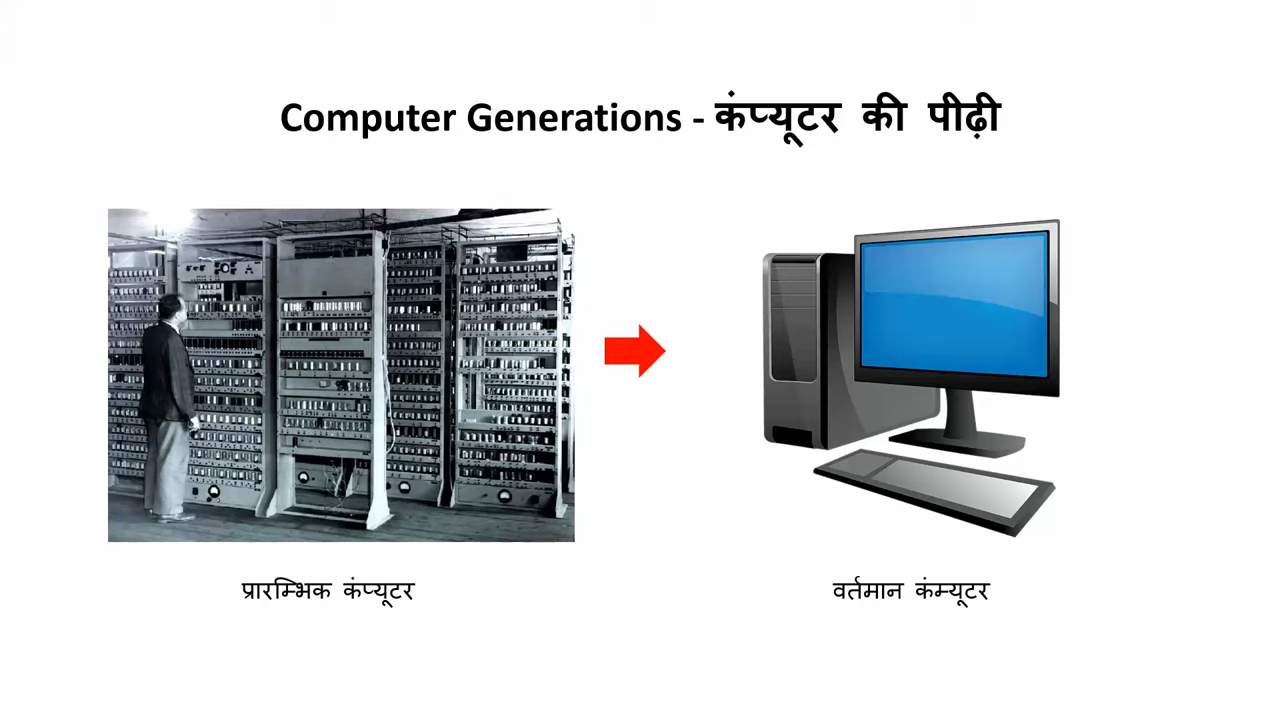 Computer Generations - कंप्यूटर की पीढ़ी
प्रारम्भिक कंप्यूटर
वर्तमान कंम्यूटर